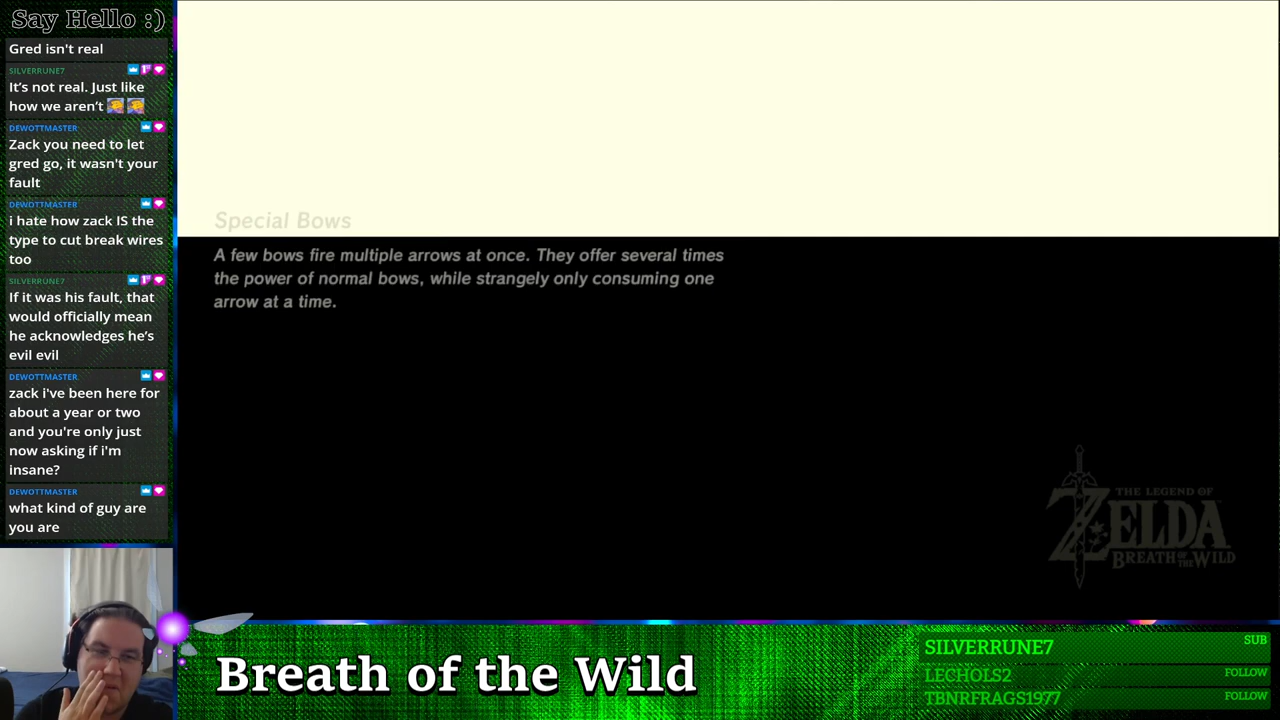 Say Hello :)
Gred isn't real
SILVERRUNE7
It's not real. Just like
how we aren't
DEWOTTMASTER
Zack you need to let
gred go, it wasn't your
fault
DEWOTTMASTER
i hate how zack IS the
type to cut break wires
too
SILVERRUNE7
If it was his fault, that
would officially mean
he acknowledges he's
evil evil
DEWOTTMASTER
zack i've been here for
about a year or two
and you're only just
now asking if i'm
insane?
DEWOTTMASTER
what kind of guy are
you are
Special Bows
A few bows fire multiple arrows at once. They offer several times
the power of normal bows, while strangely only consuming one
arrow at a time.
THE LEGEND OF
ZELDA
BREATH OF THE WILD
Breath of the Wild
SILVERRUNE7 SUB
LECHOLS2 FOLLOW
TBNRFRAGS1977 FOLLOW